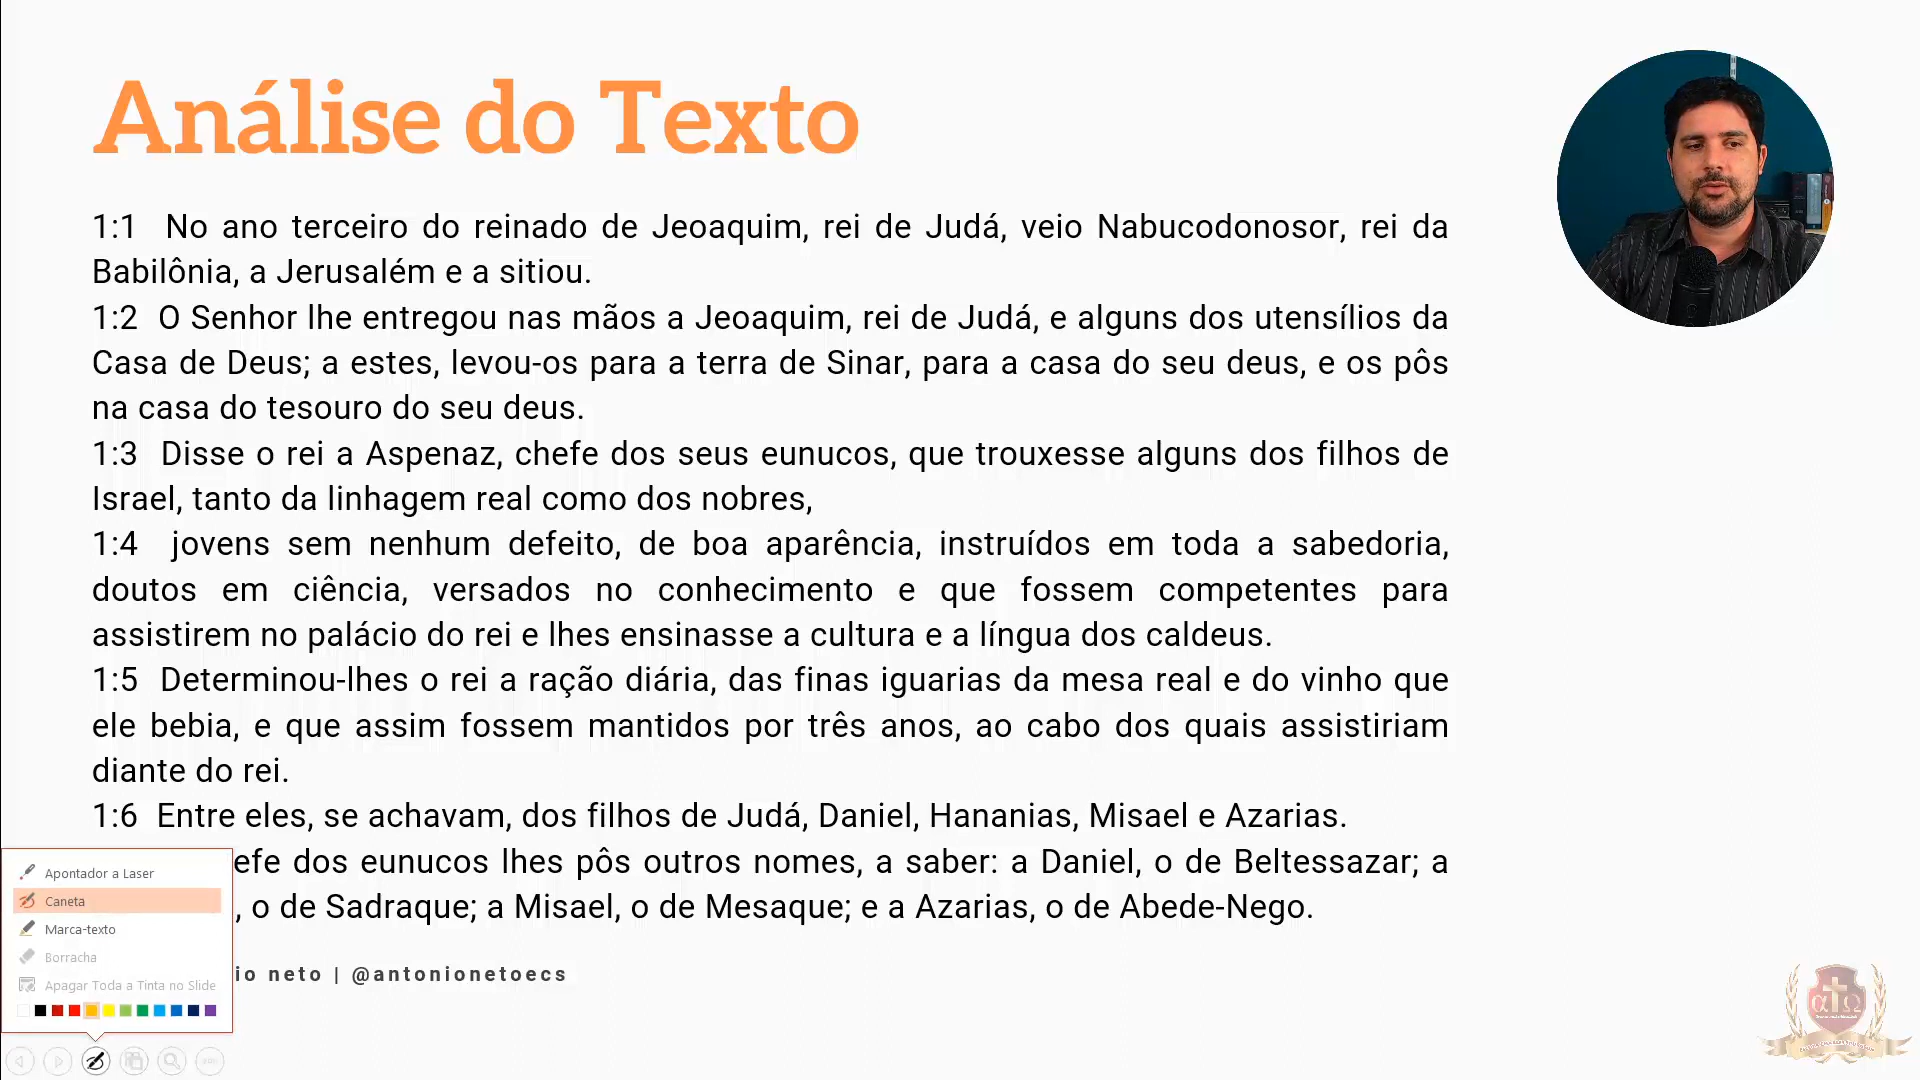 Análise do Texto
1:1 No ano terceiro do reinado de Jeoaquim, rei de Judá, veio Nabucodonosor, rei da
Babilônia, a Jerusalém e a sitiou.
1:2 O Senhor lhe entregou nas mãos a Jeoaquim, rei de Judá, e alguns dos utensílios da
Casa de Deus; a estes, levou-os para a terra de Sinar, para a casa do seu deus, e os pôs
na casa do tesouro do seu deus.
1:3 Disse o rei a Aspenaz, chefe dos seus eunucos, que trouxesse alguns dos filhos de
Israel, tanto da linhagem real como dos nobres,
1:4 jovens sem nenhum defeito, de boa aparência, instruídos em toda a sabedoria,
doutos em ciência, versados no conhecimento e que fossem competentes para
assistirem no palácio do rei e lhes ensinasse a cultura e a língua dos caldeus.
1:5 Determinou-lhes o rei a ração diária, das finas iguarias da mesa real e do vinho que
ele bebia, e que assim fossem mantidos por três anos, ao cabo dos quais assistiriam
diante do rei.
1:6 Entre eles, se achavam, dos filhos de Judá, Daniel, Hananias, Misael e Azarias.
efe dos eunucos lhes pôs outros nomes, a saber: a Daniel, o de Beltessazar; a
, o de Sadraque; a Misael, o de Mesaque; e a Azarias, o de Abede-Nego.
io neto | @antonionetoecs
Apontador a Laser
Caneta
Marca-texto
Borracha
Apagar Toda a Tinta no Slide
α Ω